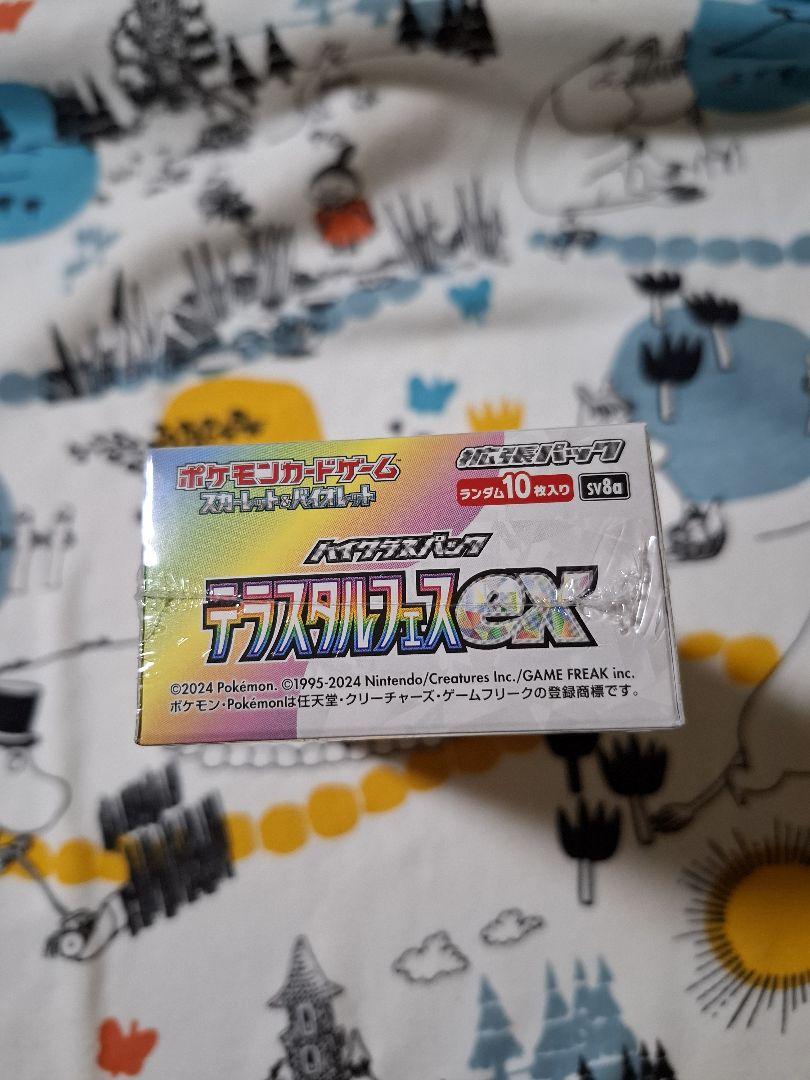 ポケモンカードゲーム
スカーレット&バイオレット
拡張パック
ランダム10枚入り sv8a
ハイクラスパック
テラスタルフェスex
©2024 Pokémon. ©1995-2024 Nintendo/Creatures Inc./GAME FREAK inc.
ポケモン・Pokémonは任天堂・クリーチャーズ・ゲームフリークの登録商標です。